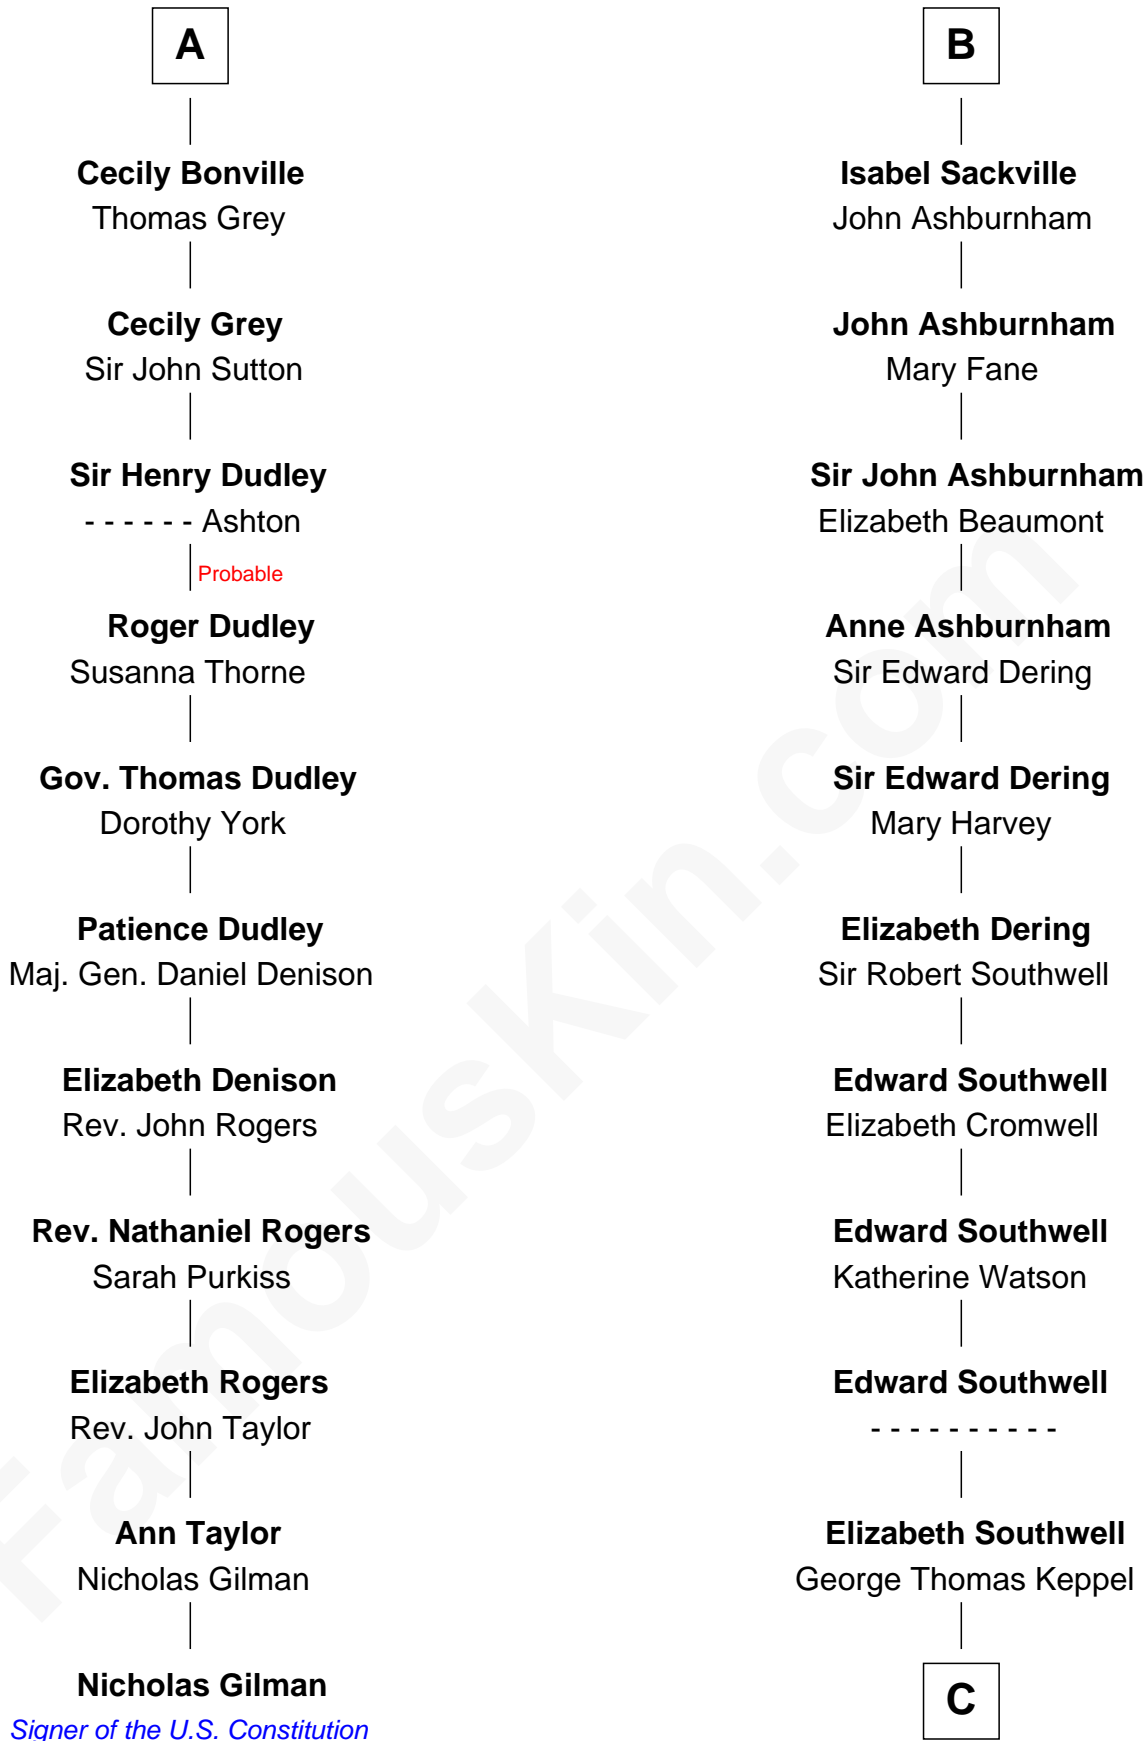 A
Cecily Bonville
Thomas Grey
Cecily Grey
Sir John Sutton
Sir Henry Dudley
- - - - - - Ashton
Probable
Roger Dudley
Susanna Thorne
Gov. Thomas Dudley
Dorothy York
Patience Dudley
Maj. Gen. Daniel Denison
Elizabeth Denison
Rev. John Rogers
Rev. Nathaniel Rogers
Sarah Purkiss
Elizabeth Rogers
Rev. John Taylor
Ann Taylor
Nicholas Gilman
Nicholas Gilman
Signer of the U.S. Constitution
B
Isabel Sackville
John Ashburnham
John Ashburnham
Mary Fane
Sir John Ashburnham
Elizabeth Beaumont
Anne Ashburnham
Sir Edward Dering
Sir Edward Dering
Mary Harvey
Elizabeth Dering
Sir Robert Southwell
Edward Southwell
Elizabeth Cromwell
Edward Southwell
Katherine Watson
Edward Southwell
- - - - - - - - - -
Elizabeth Southwell
George Thomas Keppel
C
FamousKin.com